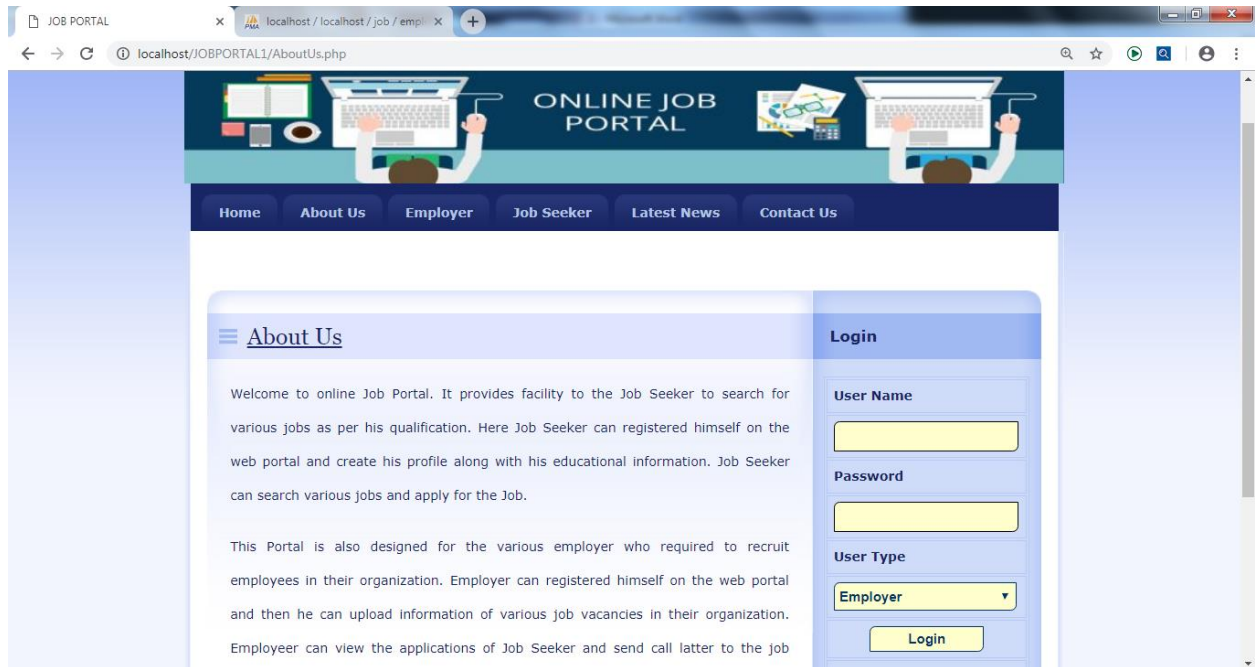 JOB PORTAL
localhost / localhost / job / empl
localhost/JOBPORTAL1/AboutUs.php
ONLINE JOB
PORTAL
Home About Us Employer Job Seeker Latest News Contact Us
About Us
Welcome to online Job Portal. It provides facility to the Job Seeker to search for
various jobs as per his qualification. Here Job Seeker can registered himself on the
web portal and create his profile along with his educational information. Job Seeker
can search various jobs and apply for the Job.
This Portal is also designed for the various employer who required to recruit
employees in their organization. Employer can registered himself on the web portal
and then he can upload information of various job vacancies in their organization.
Employeer can view the applications of Job Seeker and send call latter to the job
Login
User Name
Password
User Type
Employer
Login